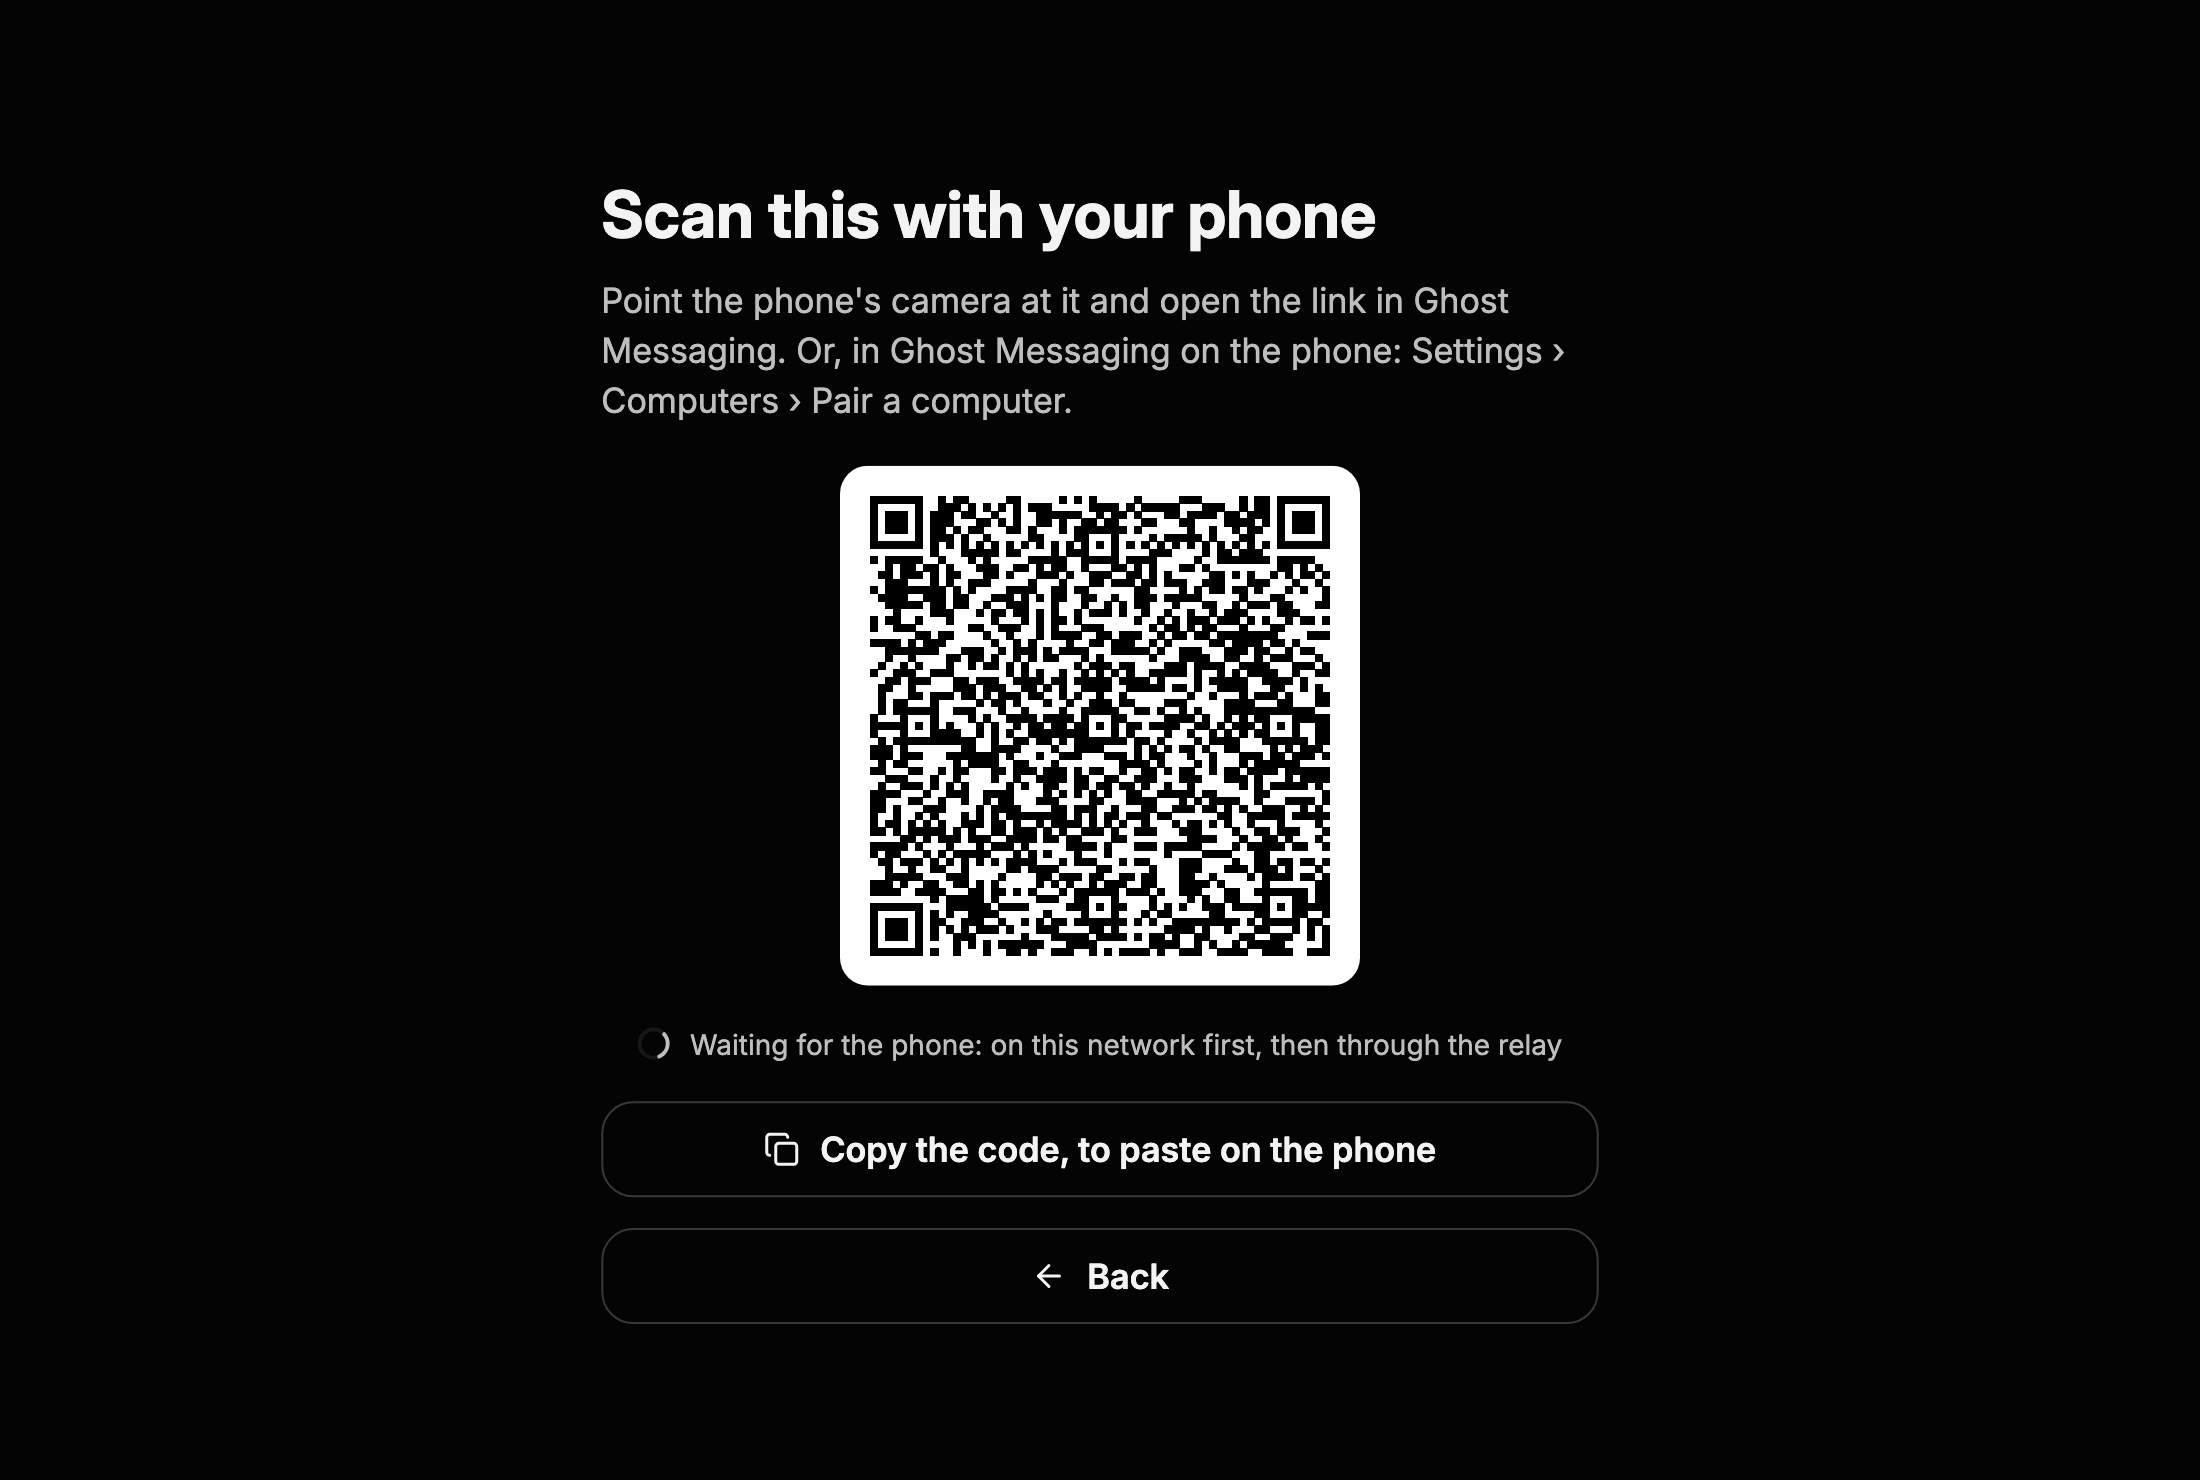 Scan this with your phone
Point the phone's camera at it and open the link in Ghost
Messaging. Or, in Ghost Messaging on the phone: Settings ›
Computers › Pair a computer.
Waiting for the phone: on this network first, then through the relay
Copy the code, to paste on the phone
Back